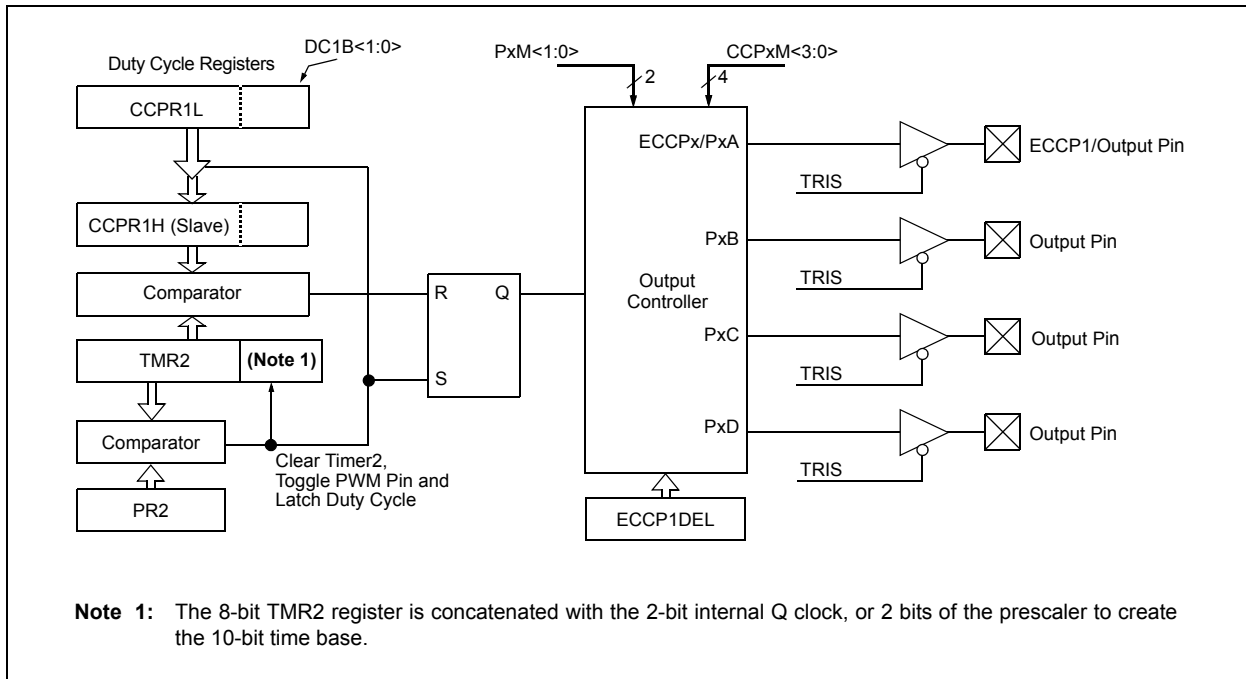 DC1B<1:0>
Duty Cycle Registers
CCPR1L
CCPR1H (Slave)
Comparator
TMR2
(Note 1)
Comparator
PR2
Clear Timer2,
Toggle PWM Pin and
Latch Duty Cycle
R
Q
S
PxM<1:0>
2
CCPxM<3:0>
4
Output
Controller
ECCPx/PxA
PxB
PxC
PxD
ECCP1DEL
TRIS
ECCP1/Output Pin
TRIS
Output Pin
TRIS
Output Pin
TRIS
Output Pin
Note 1: The 8-bit TMR2 register is concatenated with the 2-bit internal Q clock, or 2 bits of the prescaler to create
the 10-bit time base.